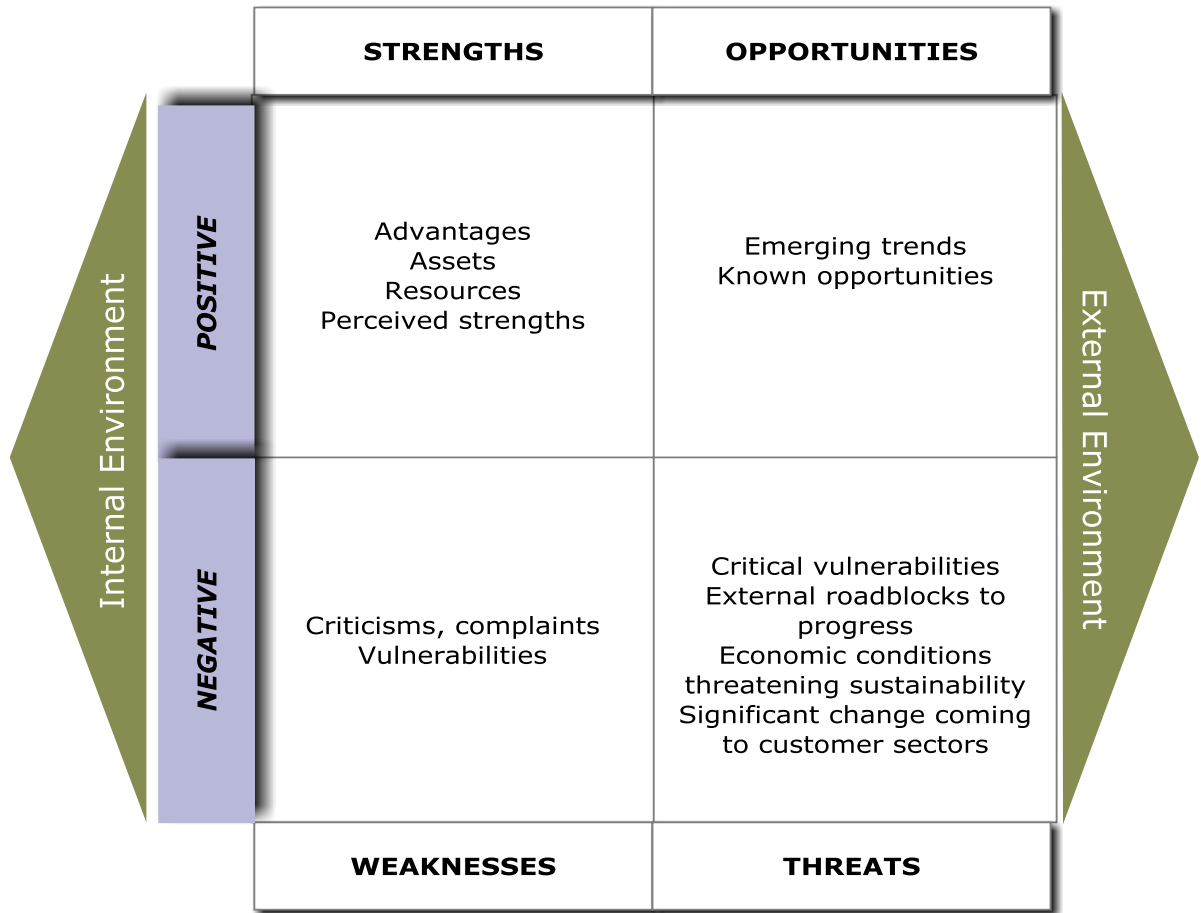 STRENGTHS
OPPORTUNITIES
Internal Environment
POSITIVE
Advantages
Assets
Resources
Perceived strengths
Emerging trends
Known opportunities
External Environment
NEGATIVE
Criticisms, complaints
Vulnerabilities
Critical vulnerabilities
External roadblocks to
progress
Economic conditions
threatening sustainability
Significant change coming
to customer sectors
WEAKNESSES
THREATS